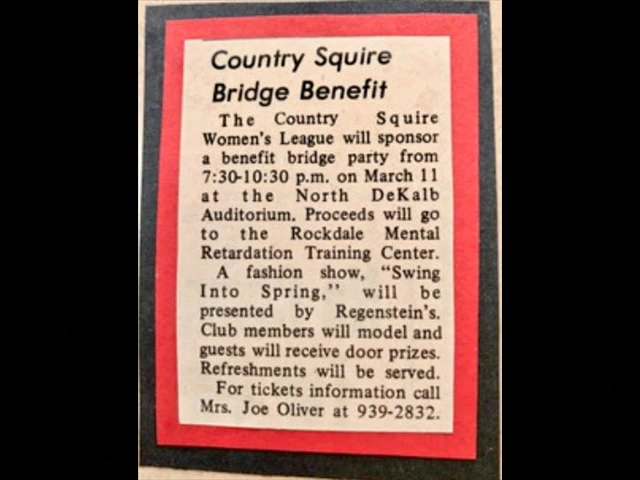 Country Squire
Bridge Benefit
The Country Squire
Women's League will sponsor
a benefit bridge party from
7:30-10:30 p.m. on March 11
at the North DeKalb
Auditorium. Proceeds will go
to the Rockdale Mental
Retardation Training Center.
A fashion show, "Swing
Into Spring," will be
presented by Regenstein's.
Club members will model and
guests will receive door prizes.
Refreshments will be served.
For tickets information call
Mrs. Joe Oliver at 939-2832.